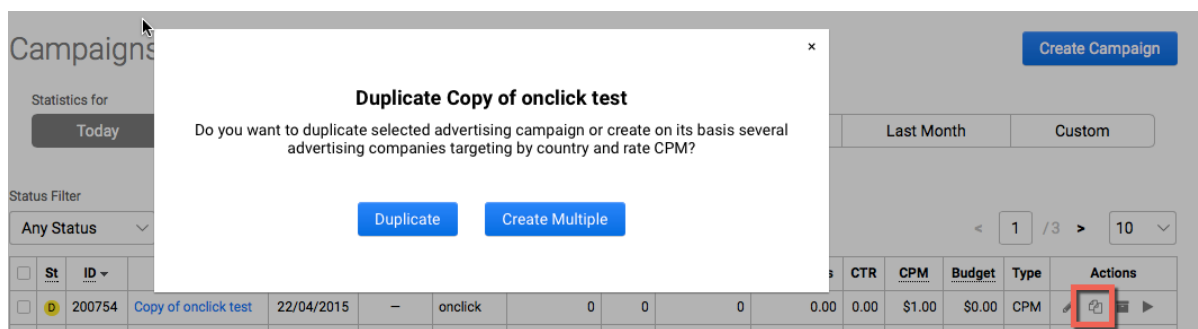 Campaigns
Create Campaign
×
Duplicate Copy of onclick test
Do you want to duplicate selected advertising campaign or create on its basis several
advertising companies targeting by country and rate CPM?
Duplicate
Create Multiple
Statistics for
Today
Last Month
Custom
Status Filter
Any Status
< 1 /3 > 10
St ID CTR CPM Budget Type Actions
D 200754 Copy of onclick test 22/04/2015 – onclick 0 0 0 0.00 0.00 $1.00 $0.00 CPM